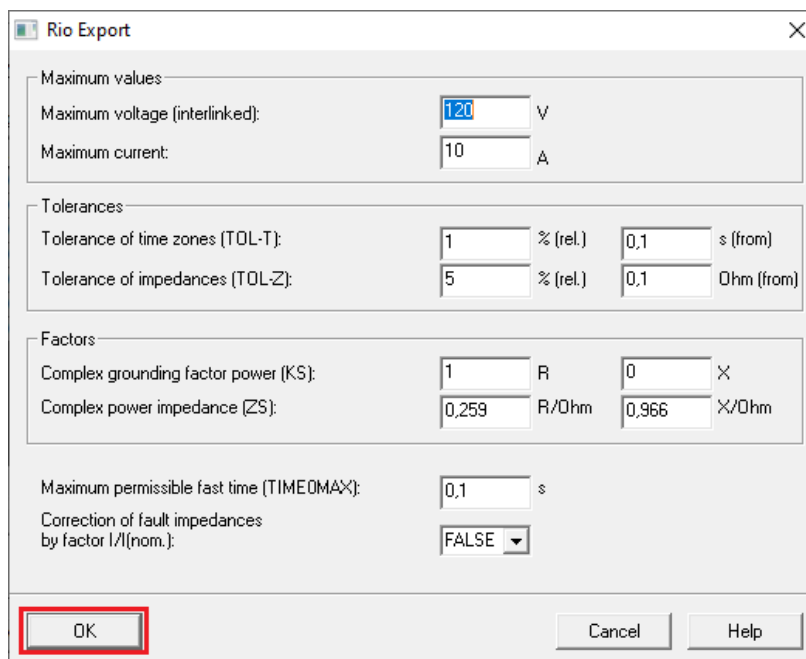 Rio Export
Maximum values
Maximum voltage (interlinked): 120 V
Maximum current: 10 A
Tolerances
Tolerance of time zones (TOL-T): 1 % (rel.) 0,1 s (from)
Tolerance of impedances (TOL-Z): 5 % (rel.) 0,1 Ohm (from)
Factors
Complex grounding factor power (KS): 1 R 0 X
Complex power impedance (ZS): 0,259 R/Ohm 0,966 X/Ohm
Maximum permissible fast time (TIME0MAX): 0,1 s
Correction of fault impedances
by factor I/I(nom.): FALSE
OK Cancel Help